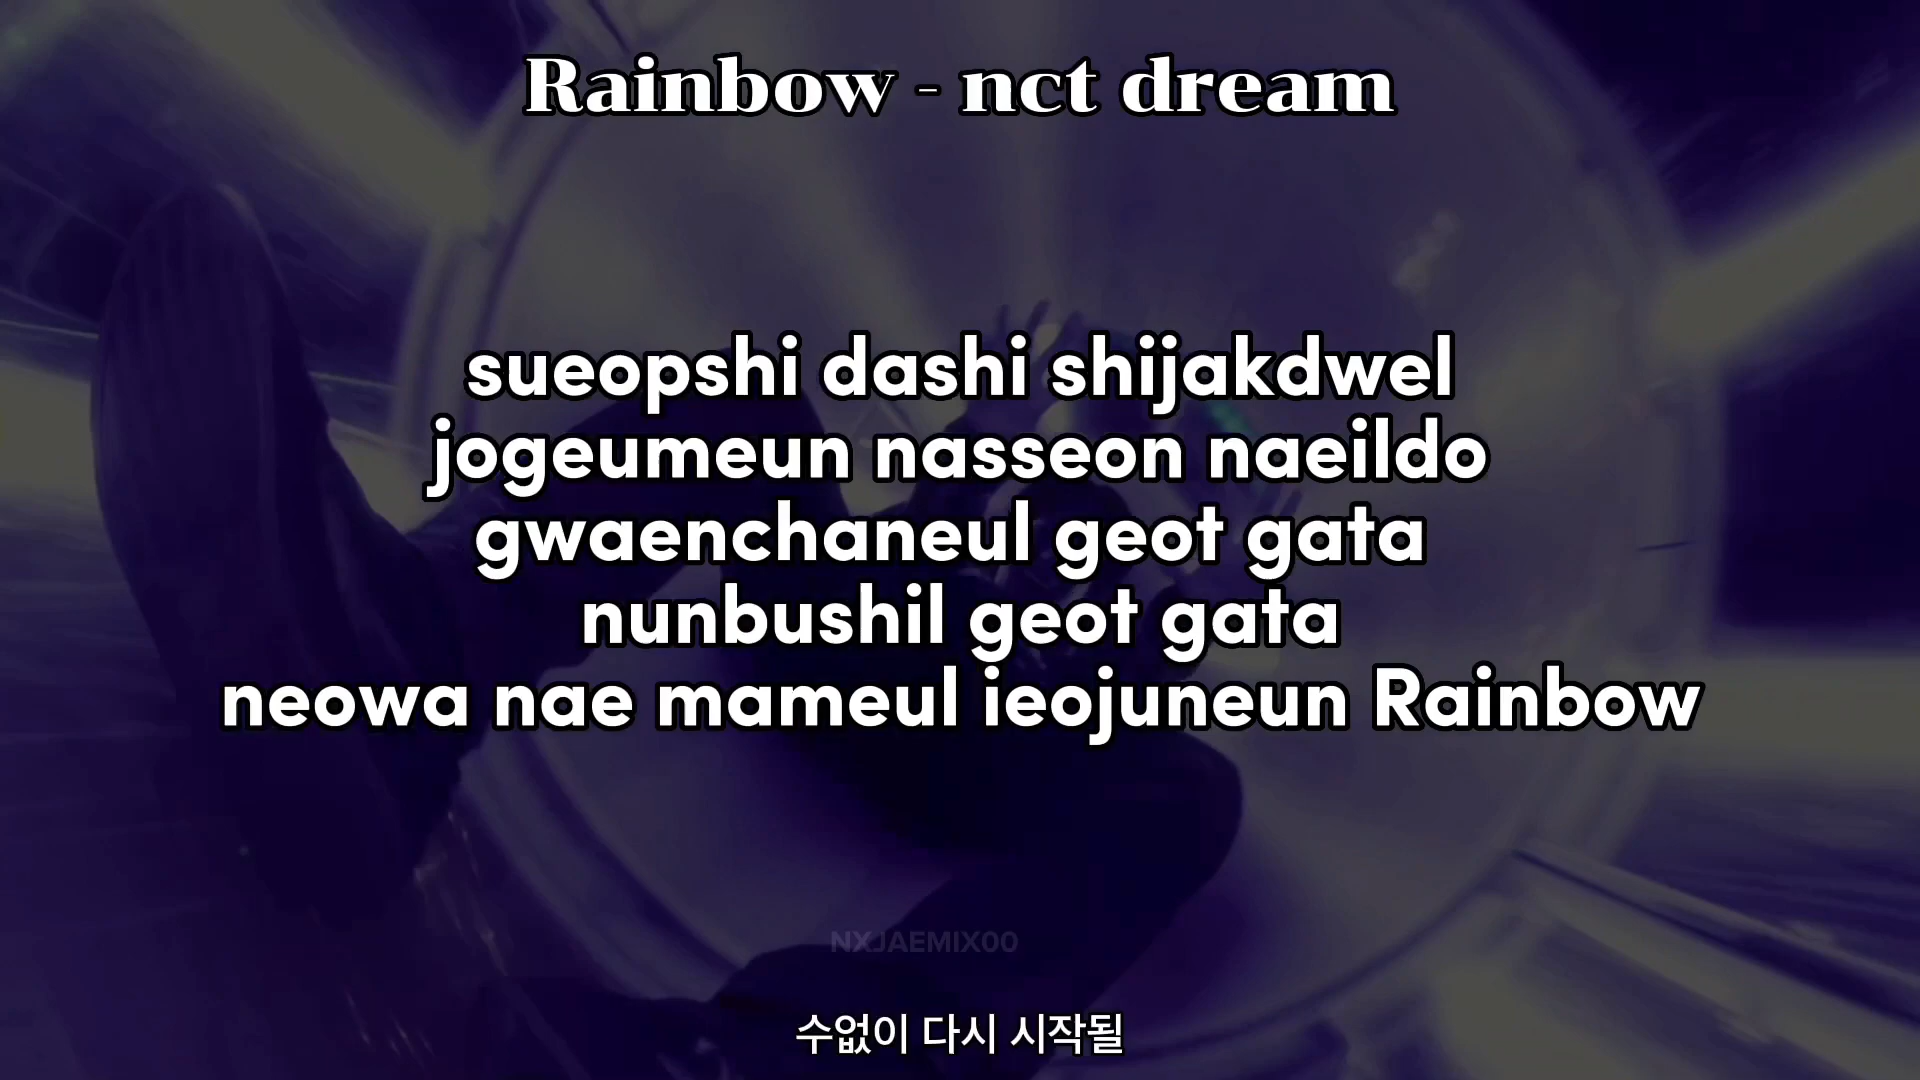 Rainbow - nct dream
sueopshi dashi shijakdwel
jogeumeun nasseon naeildo
gwaenchaneul geot gata
nunbushil geot gata
neowa nae mameul ieojuneun Rainbow
NXJAEMIX00
수없이 다시 시작될